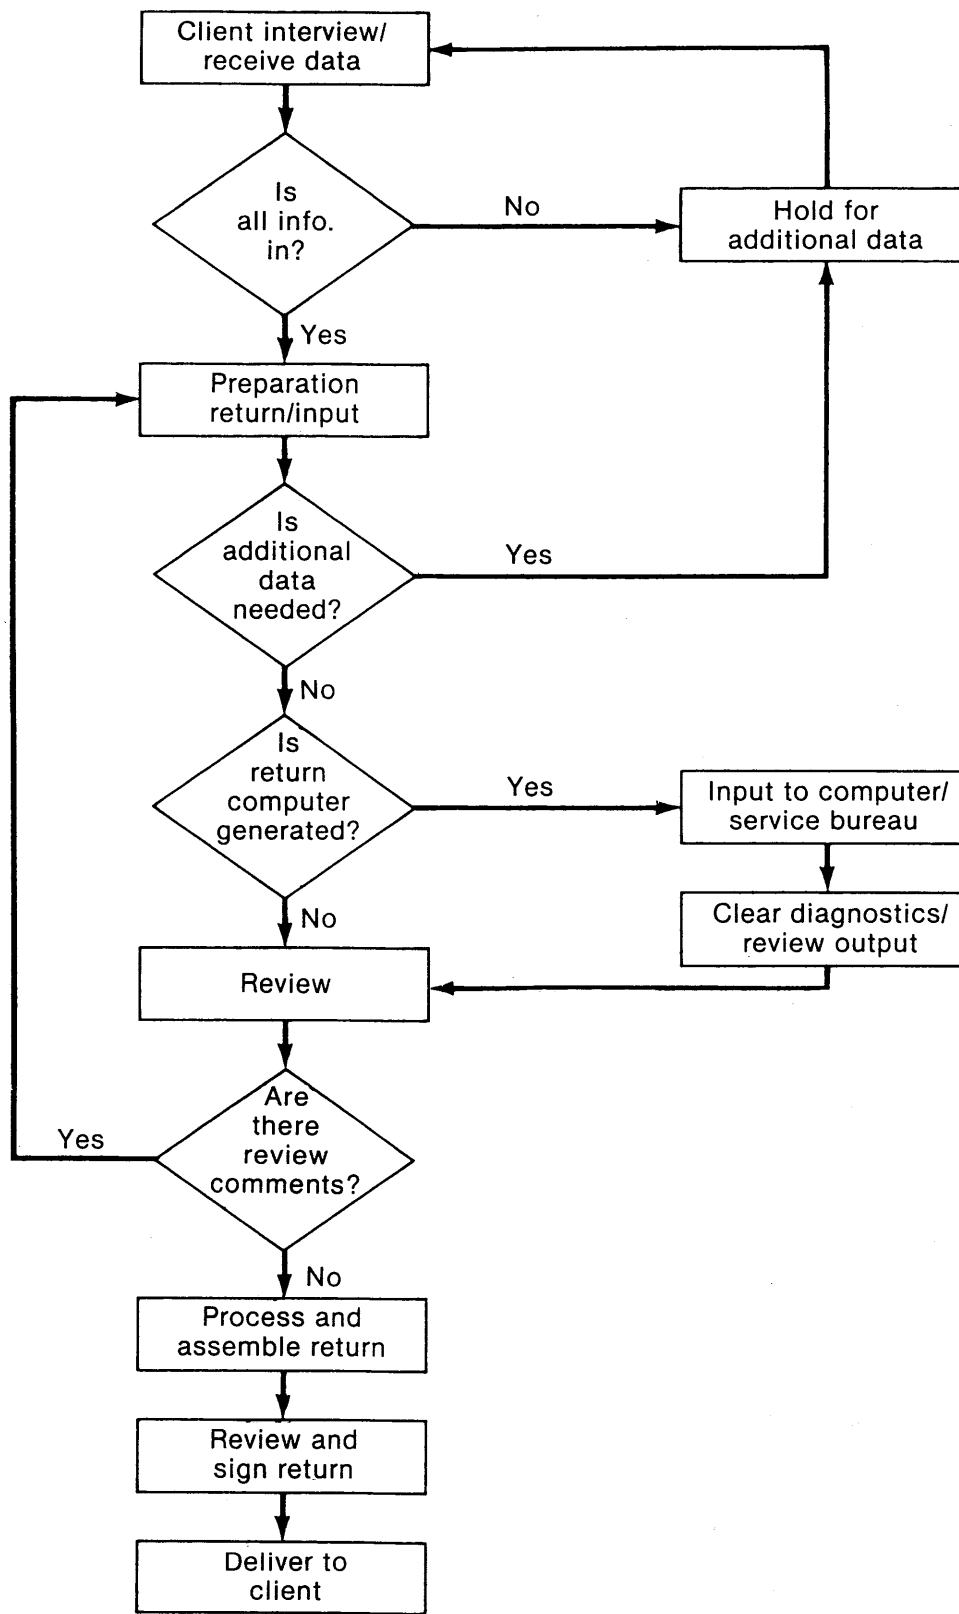 Client interview/
receive data
Is
all info.
in?
No
Hold for
additional data
Yes
Preparation
return/input
Is
additional
data
needed?
Yes
No
Is
return
computer
generated?
Yes
Input to computer/
service bureau
No
Clear diagnostics/
review output
Review
Are
there
review
comments?
Yes
No
Process and
assemble return
Review and
sign return
Deliver to
client